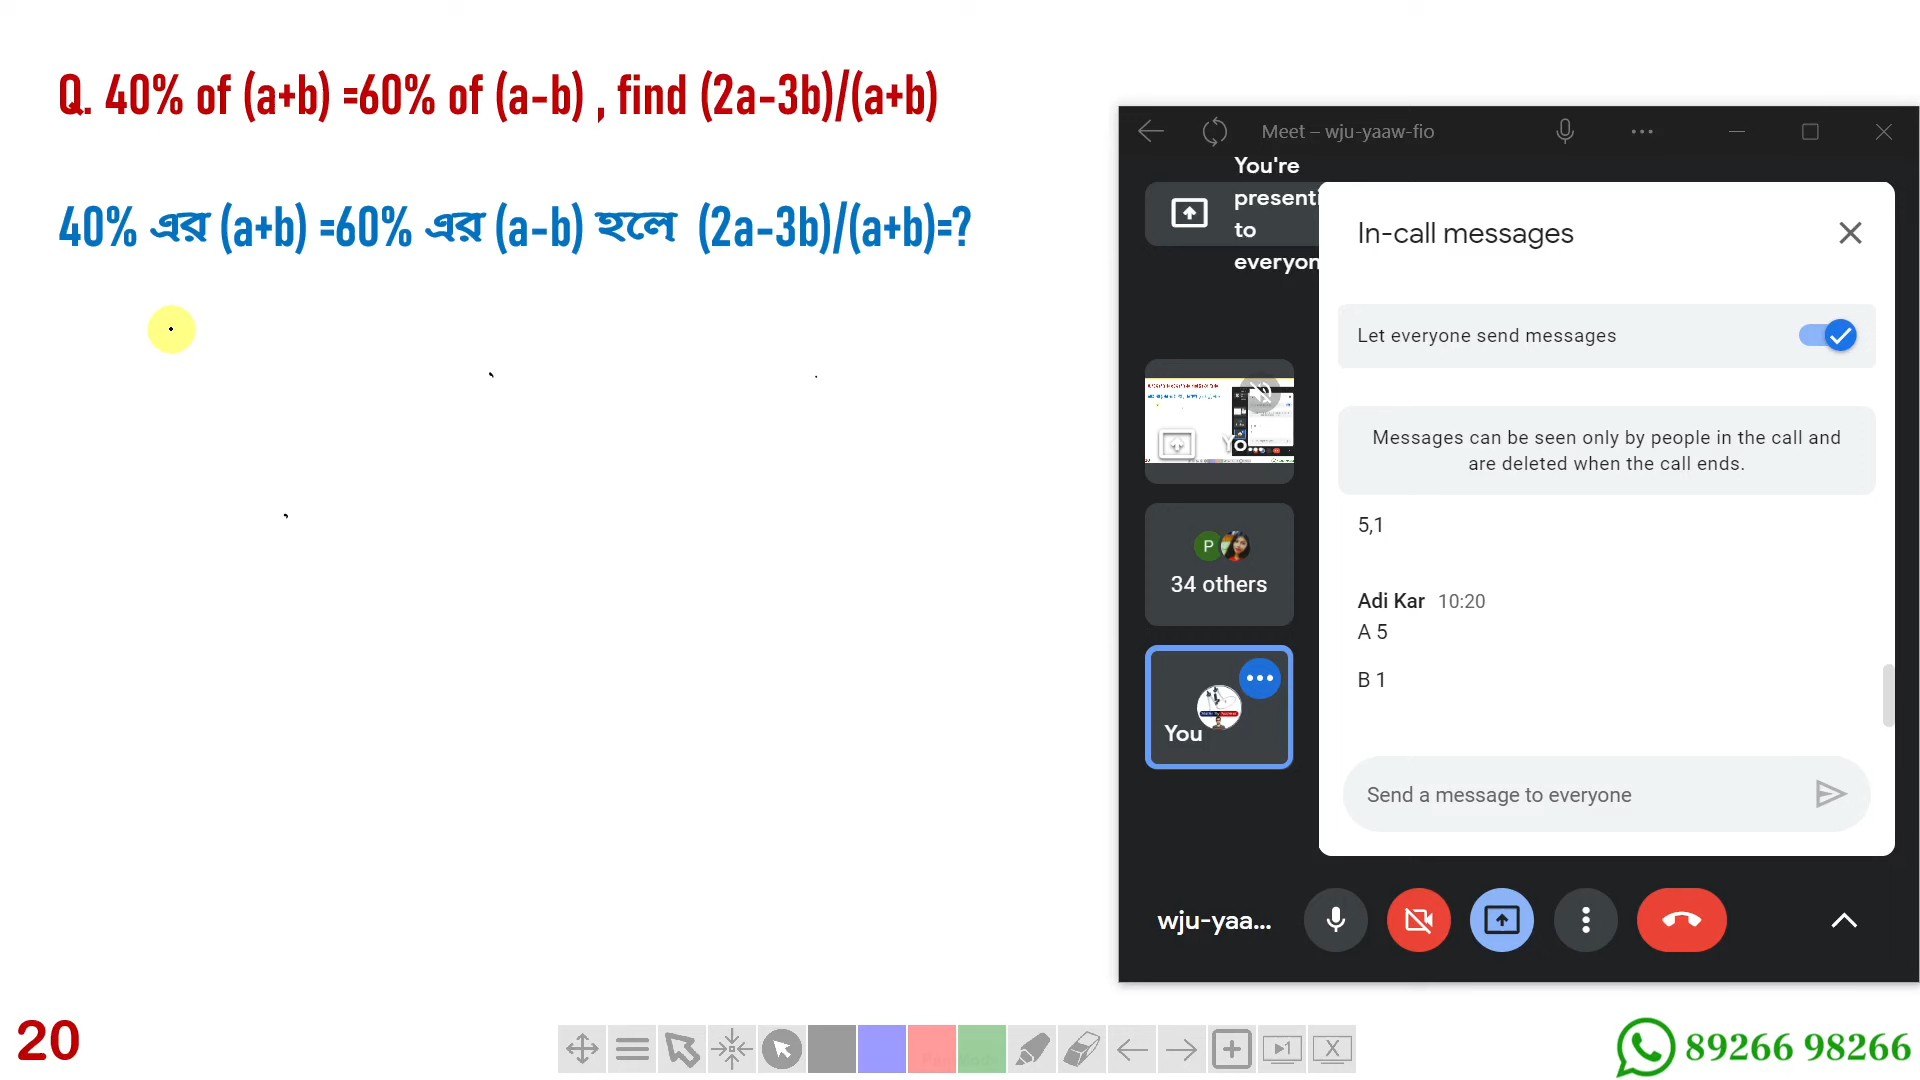 Q. 40% of (a+b) =60% of (a-b) , find (2a-3b)/(a+b)
40% এর (a+b) =60% এর (a-b) হলে (2a-3b)/(a+b)=?
Meet – wju-yaaw-fio
You're
presenti
to
everyon
In-call messages
Let everyone send messages
Messages can be seen only by people in the call and
are deleted when the call ends.
5,1
P
34 others
Adi Kar 10:20
A 5
B 1
You
Send a message to everyone
wju-yaa...
20
89266 98266